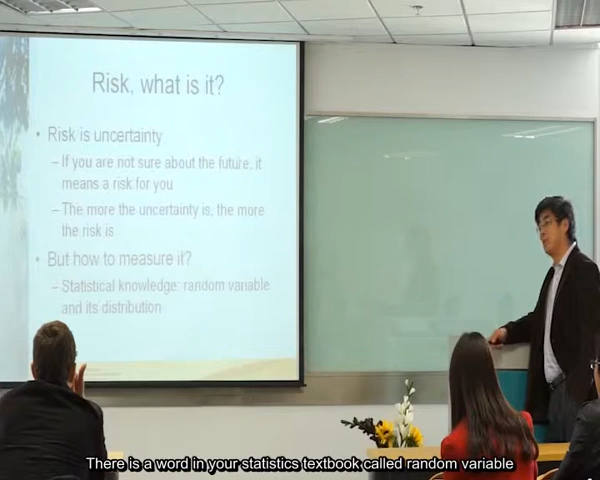 Risk, what is it?
• Risk is uncertainty
– If you are not sure about the future, it
means a risk for you
– The more the uncertainty is, the more
the risk is
• But how to measure it?
– Statistical knowledge: random variable
and its distribution
There is a word in your statistics textbook called random variable